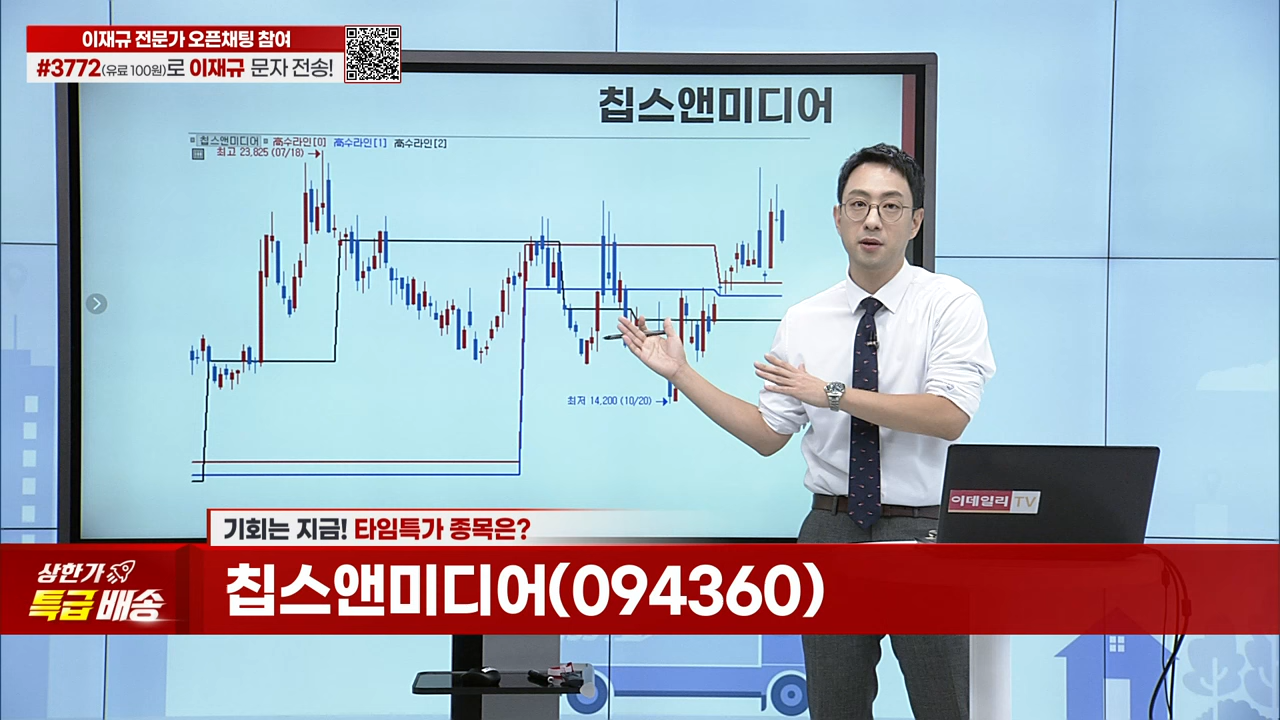 이재규 전문가 오픈채팅 참여
#3772(유료 100원)로 이재규 문자 전송!
칩스앤미디어
칩스앤미디어 高수라인[0] 高수라인[1] 高수라인[2]
최고 23,825 (07/18)
최저 14,200 (10/20)
이데일리 TV
기회는 지금! 타임특가 종목은?
상한가
특급 배송
칩스앤미디어(094360)